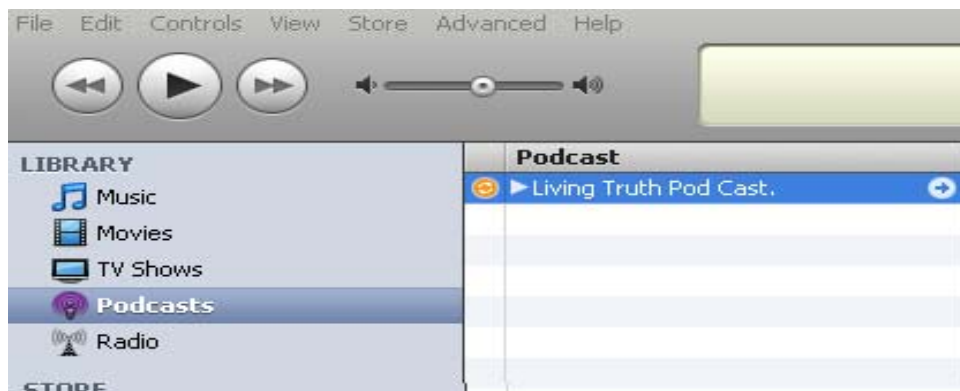 File Edit Controls View Store Advanced Help
LIBRARY
Music
Movies
TV Shows
Podcasts
Radio
STORE
Podcast
Living Truth Pod Cast.